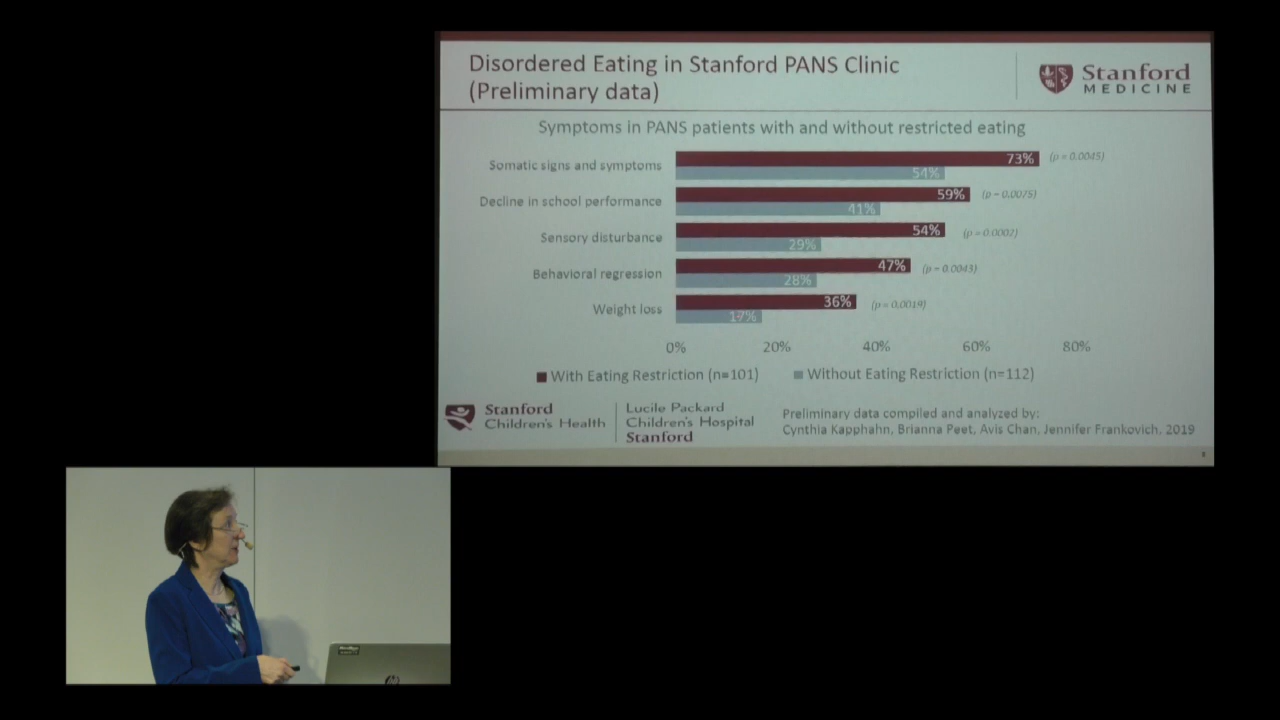 Disordered Eating in Stanford PANS Clinic
(Preliminary data)
Stanford
MEDICINE
Symptoms in PANS patients with and without restricted eating
Somatic signs and symptoms
73%
(p = 0.0045)
54%
Decline in school performance
59%
(p = 0.0075)
41%
Sensory disturbance
54%
(p = 0.0002)
29%
Behavioral regression
47%
(p = 0.0043)
28%
Weight loss
36%
(p = 0.0019)
17%
0% 20% 40% 60% 80%
With Eating Restriction (n=101) Without Eating Restriction (n=112)
Stanford
Children's Health
Lucile Packard
Children's Hospital
Stanford
Preliminary data compiled and analyzed by:
Cynthia Kapphahn, Brianna Peet, Avis Chan, Jennifer Frankovich, 2019
hp